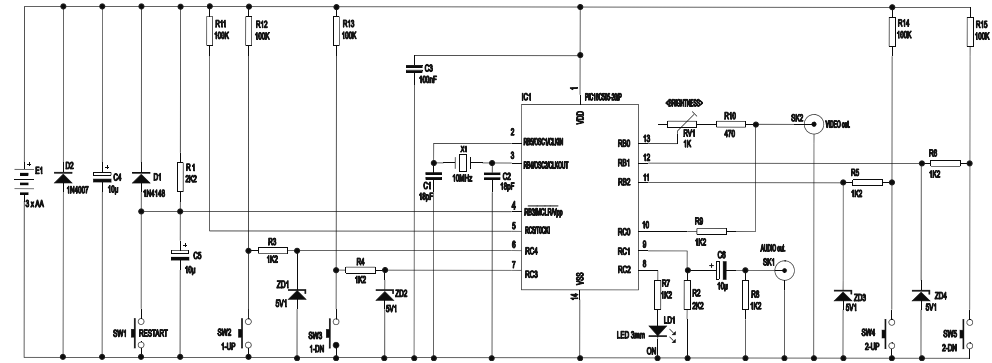 R11
100K
R12
100K
R13
100K
R14
100K
R15
100K
C3
100nF
1
IC1
PIC16C505-20/P
VDD
<BRIGHTNESS>
RV1
1K
R10
470
SK2
VIDEO out.
2
RB5/OSC1/CLKIN
X1
10MHz
3
RB4/OSC2/CLKOUT
C1
18pF
C2
18pF
RB0
13
RB1
12
RB2
11
R6
1K2
R5
1K2
E1
3 x AA
D2
1N4007
C4
10µ
D1
1N4148
R1
2K2
4
RB3/MCLR/Vpp
5
RC5/T0CKI
6
RC4
7
RC3
RC0
10
RC1
9
RC2
8
R9
1K2
C5
10µ
R3
1K2
R4
1K2
ZD1
5V1
ZD2
5V1
VSS
14
R7
1K2
R2
2K2
C6
10µ
R8
1K2
AUDIO out.
SK1
ZD3
5V1
ZD4
5V1
LD1
LED 3mm
ON
SW1
RESTART
SW2
1-UP
SW3
1-DN
SW4
2-UP
SW5
2-DN